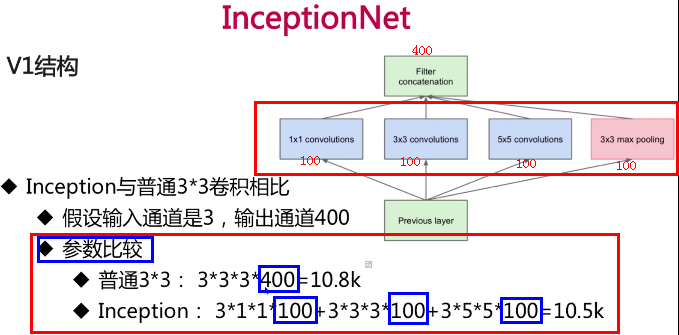 InceptionNet
V1结构
400
Filter
concatenation
1x1 convolutions
3x3 convolutions
5x5 convolutions
3x3 max pooling
100
100
100
100
Previous layer
◆ Inception与普通3*3卷积相比
◆ 假设输入通道是3，输出通道400
◆ 参数比较
◆ 普通3*3： 3*3*3*400=10.8k
◆ Inception： 3*1*1*100+3*3*3*100+3*5*5*100=10.5k